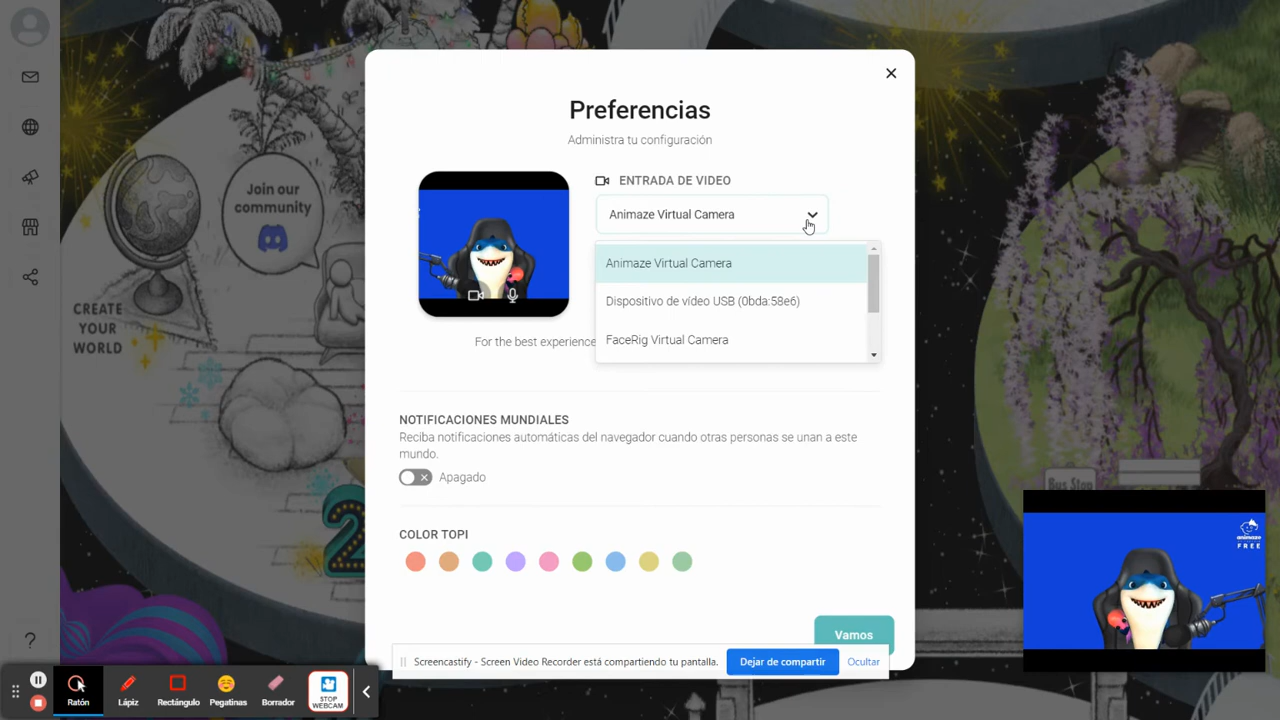 Preferencias
Administra tu configuración
ENTRADA DE VIDEO
Animaze Virtual Camera
Animaze Virtual Camera
Dispositivo de vídeo USB (0bda:58e6)
FaceRig Virtual Camera
For the best experience
NOTIFICACIONES MUNDIALES
Reciba notificaciones automáticas del navegador cuando otras personas se unan a este
mundo.
Apagado
COLOR TOPI
Vamos
Screencastify - Screen Video Recorder está compartiendo tu pantalla.
Dejar de compartir
Ocultar
Join our
community
CREATE
YOUR
WORLD
2
Bus Stop
animaze
FREE
?
Ratón
Lápiz
Rectángulo
Pegatinas
Borrador
STOP
WEBCAM